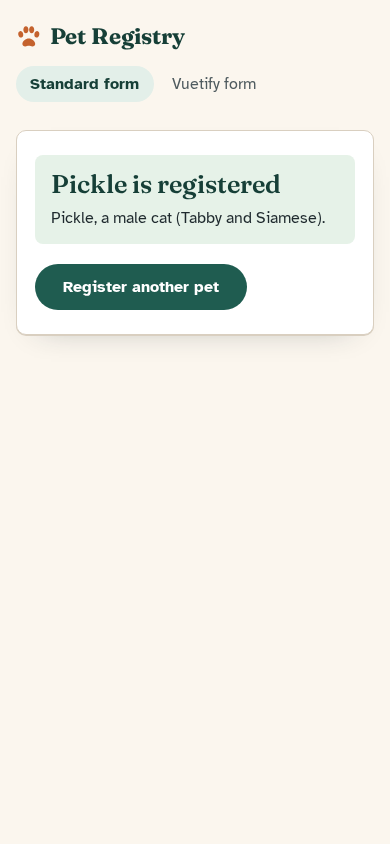 Pet Registry
Standard form
Vuetify form
Pickle is registered
Pickle, a male cat (Tabby and Siamese).
Register another pet